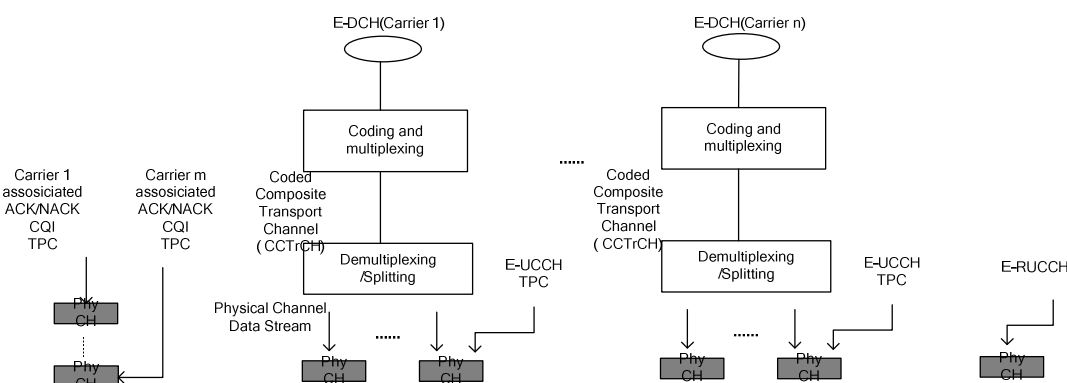 E-DCH(Carrier 1)
E-DCH(Carrier n)
Coding and
multiplexing
Coding and
multiplexing
......
Carrier 1
assosiciated
ACK/NACK
CQI
TPC
Carrier m
assosiciated
ACK/NACK
CQI
TPC
Coded
Composite
Transport
Channel
( CCTrCH)
Coded
Composite
Transport
Channel
( CCTrCH)
Demultiplexing
/Splitting
Demultiplexing
/Splitting
E-UCCH
TPC
E-UCCH
TPC
E-RUCCH
Physical Channel
Data Stream
......
......
Phy
CH
Phy
CH
Phy
CH
Phy
CH
Phy
CH
Phy
CH
Phy
CH